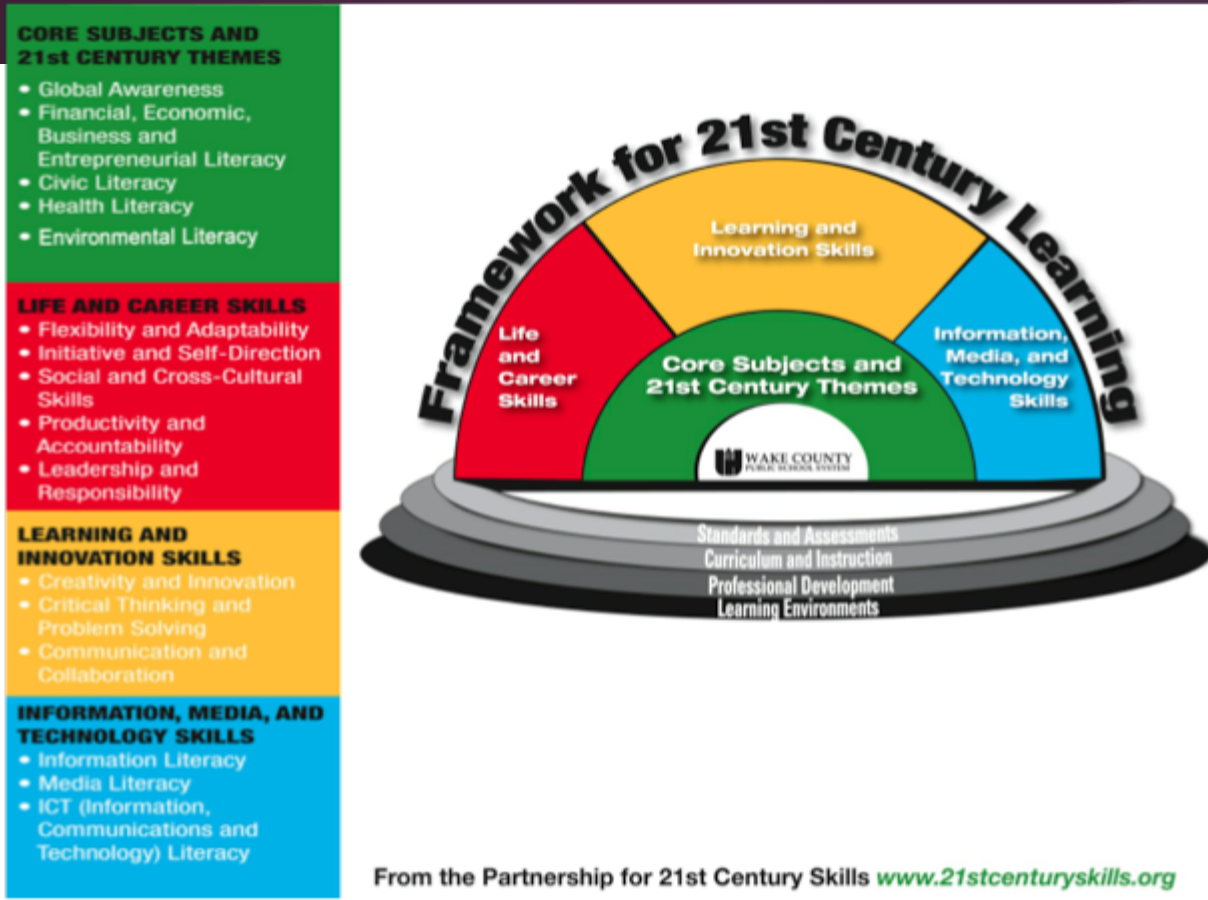 CORE SUBJECTS AND
21st CENTURY THEMES
• Global Awareness
• Financial, Economic,
Business and
Entrepreneurial Literacy
• Civic Literacy
• Health Literacy
• Environmental Literacy
LIFE AND CAREER SKILLS
• Flexibility and Adaptability
• Initiative and Self-Direction
• Social and Cross-Cultural
Skills
• Productivity and
Accountability
• Leadership and
Responsibility
LEARNING AND
INNOVATION SKILLS
• Creativity and Innovation
• Critical Thinking and
Problem Solving
• Communication and
Collaboration
INFORMATION, MEDIA, AND
TECHNOLOGY SKILLS
• Information Literacy
• Media Literacy
• ICT (Information,
Communications and
Technology) Literacy
Framework for 21st Century Learning
Learning and
Innovation Skills
Life
and
Career
Skills
Core Subjects and
21st Century Themes
Information,
Media, and
Technology
Skills
WAKE COUNTY
PUBLIC SCHOOL SYSTEM
Standards and Assessments
Curriculum and Instruction
Professional Development
Learning Environments
From the Partnership for 21st Century Skills www.21stcenturyskills.org